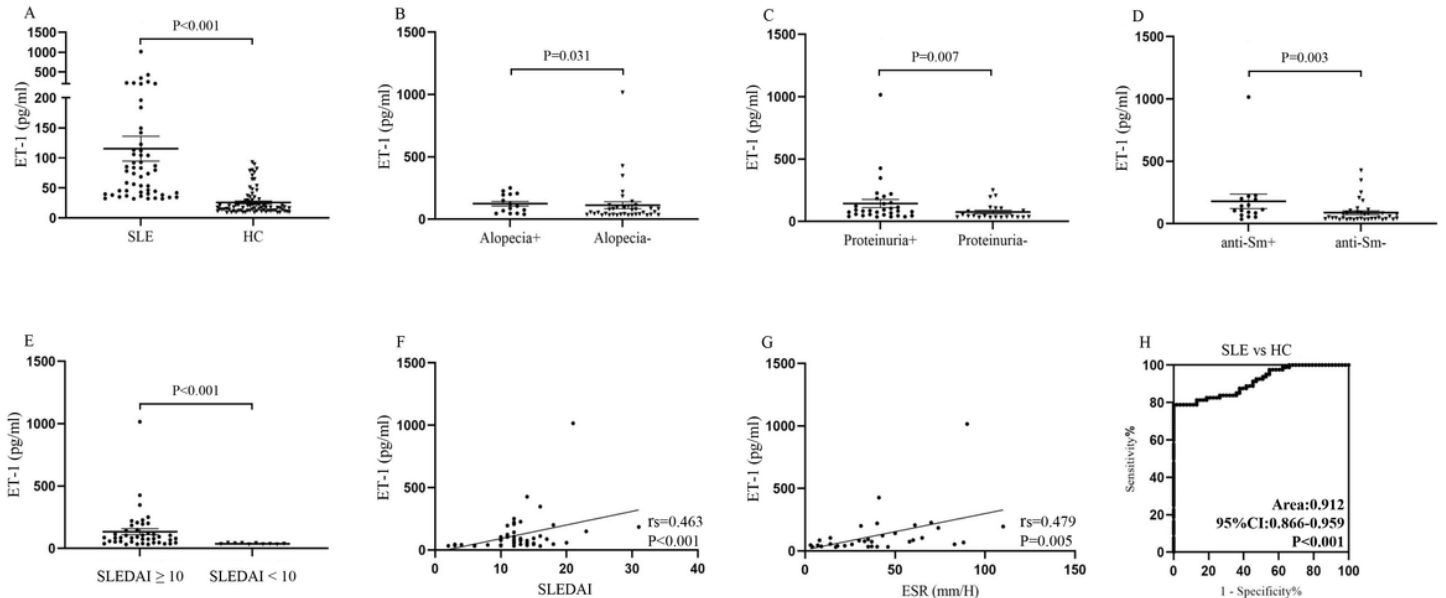 A
P<0.001
1500
1000
500
200
150
100
50
0
ET-1 (pg/ml)
SLE
HC
B
P=0.031
1500
1000
500
0
ET-1 (pg/ml)
Alopecia+
Alopecia-
C
P=0.007
1500
1000
500
0
ET-1 (pg/ml)
Proteinuria+
Proteinuria-
D
P=0.003
1500
1000
500
0
ET-1 (pg/ml)
anti-Sm+
anti-Sm-
E
P<0.001
1500
1000
500
0
ET-1 (pg/ml)
SLEDAI ≥ 10
SLEDAI < 10
F
1500
1000
500
0
ET-1 (pg/ml)
rs=0.463
P<0.001
0 10 20 30 40
SLEDAI
G
1500
1000
500
0
ET-1 (pg/ml)
rs=0.479
P=0.005
0 50 100 150
ESR (mm/H)
H
SLE vs HC
100
80
60
40
20
0
Sensitivity%
Area:0.912
95%CI:0.866-0.959
P<0.001
0 20 40 60 80 100
1 - Specificity%